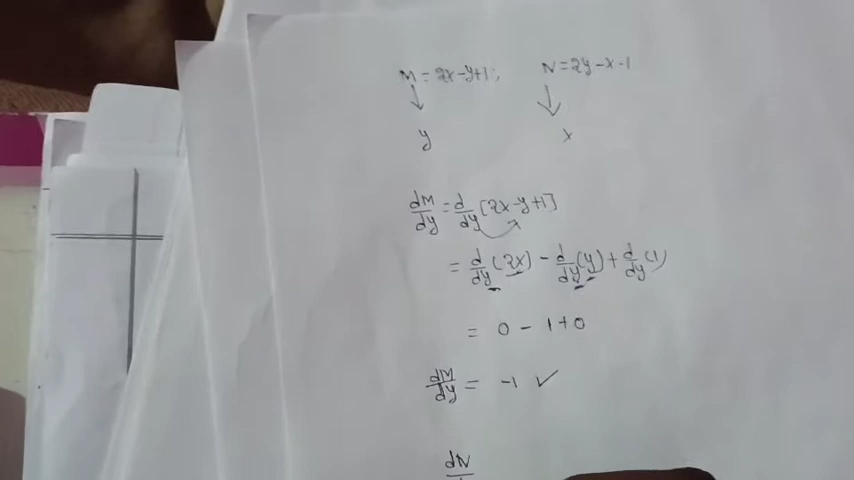 M = 2x-y+1; N = 2y-x-1
↓ ↓
y x
dM/dy = d/dy [2x-y+1]
= d/dy (2x) - d/dy (y) + d/dy (1)
= 0 - 1 + 0
dM/dy = -1 ✓
dN